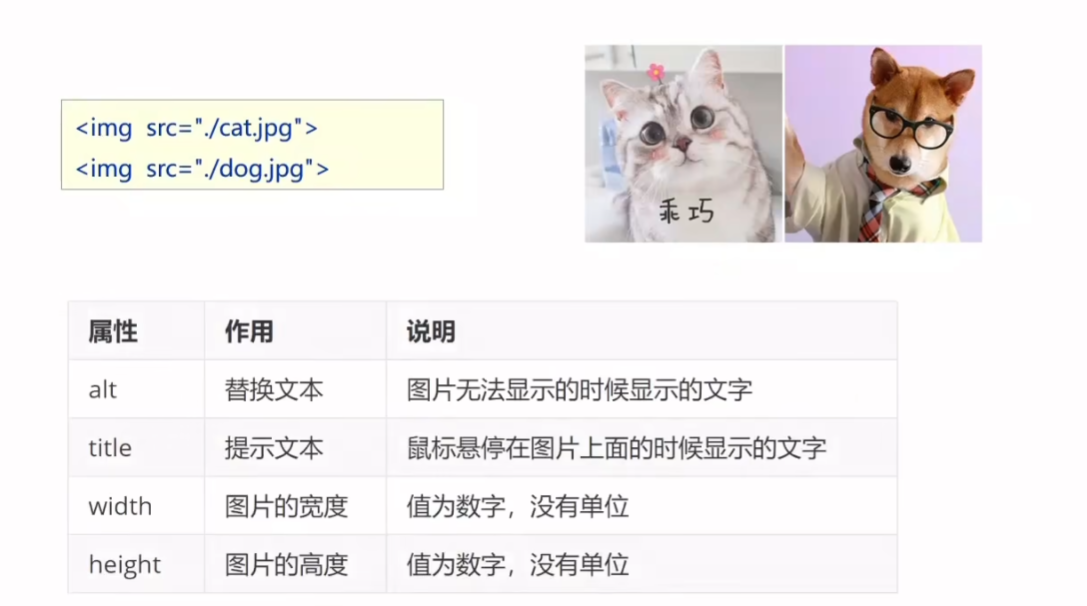 <img src="./cat.jpg">
<img src="./dog.jpg">
乖巧
属性 作用 说明
alt 替换文本 图片无法显示的时候显示的文字
title 提示文本 鼠标悬停在图片上面的时候显示的文字
width 图片的宽度 值为数字，没有单位
height 图片的高度 值为数字，没有单位